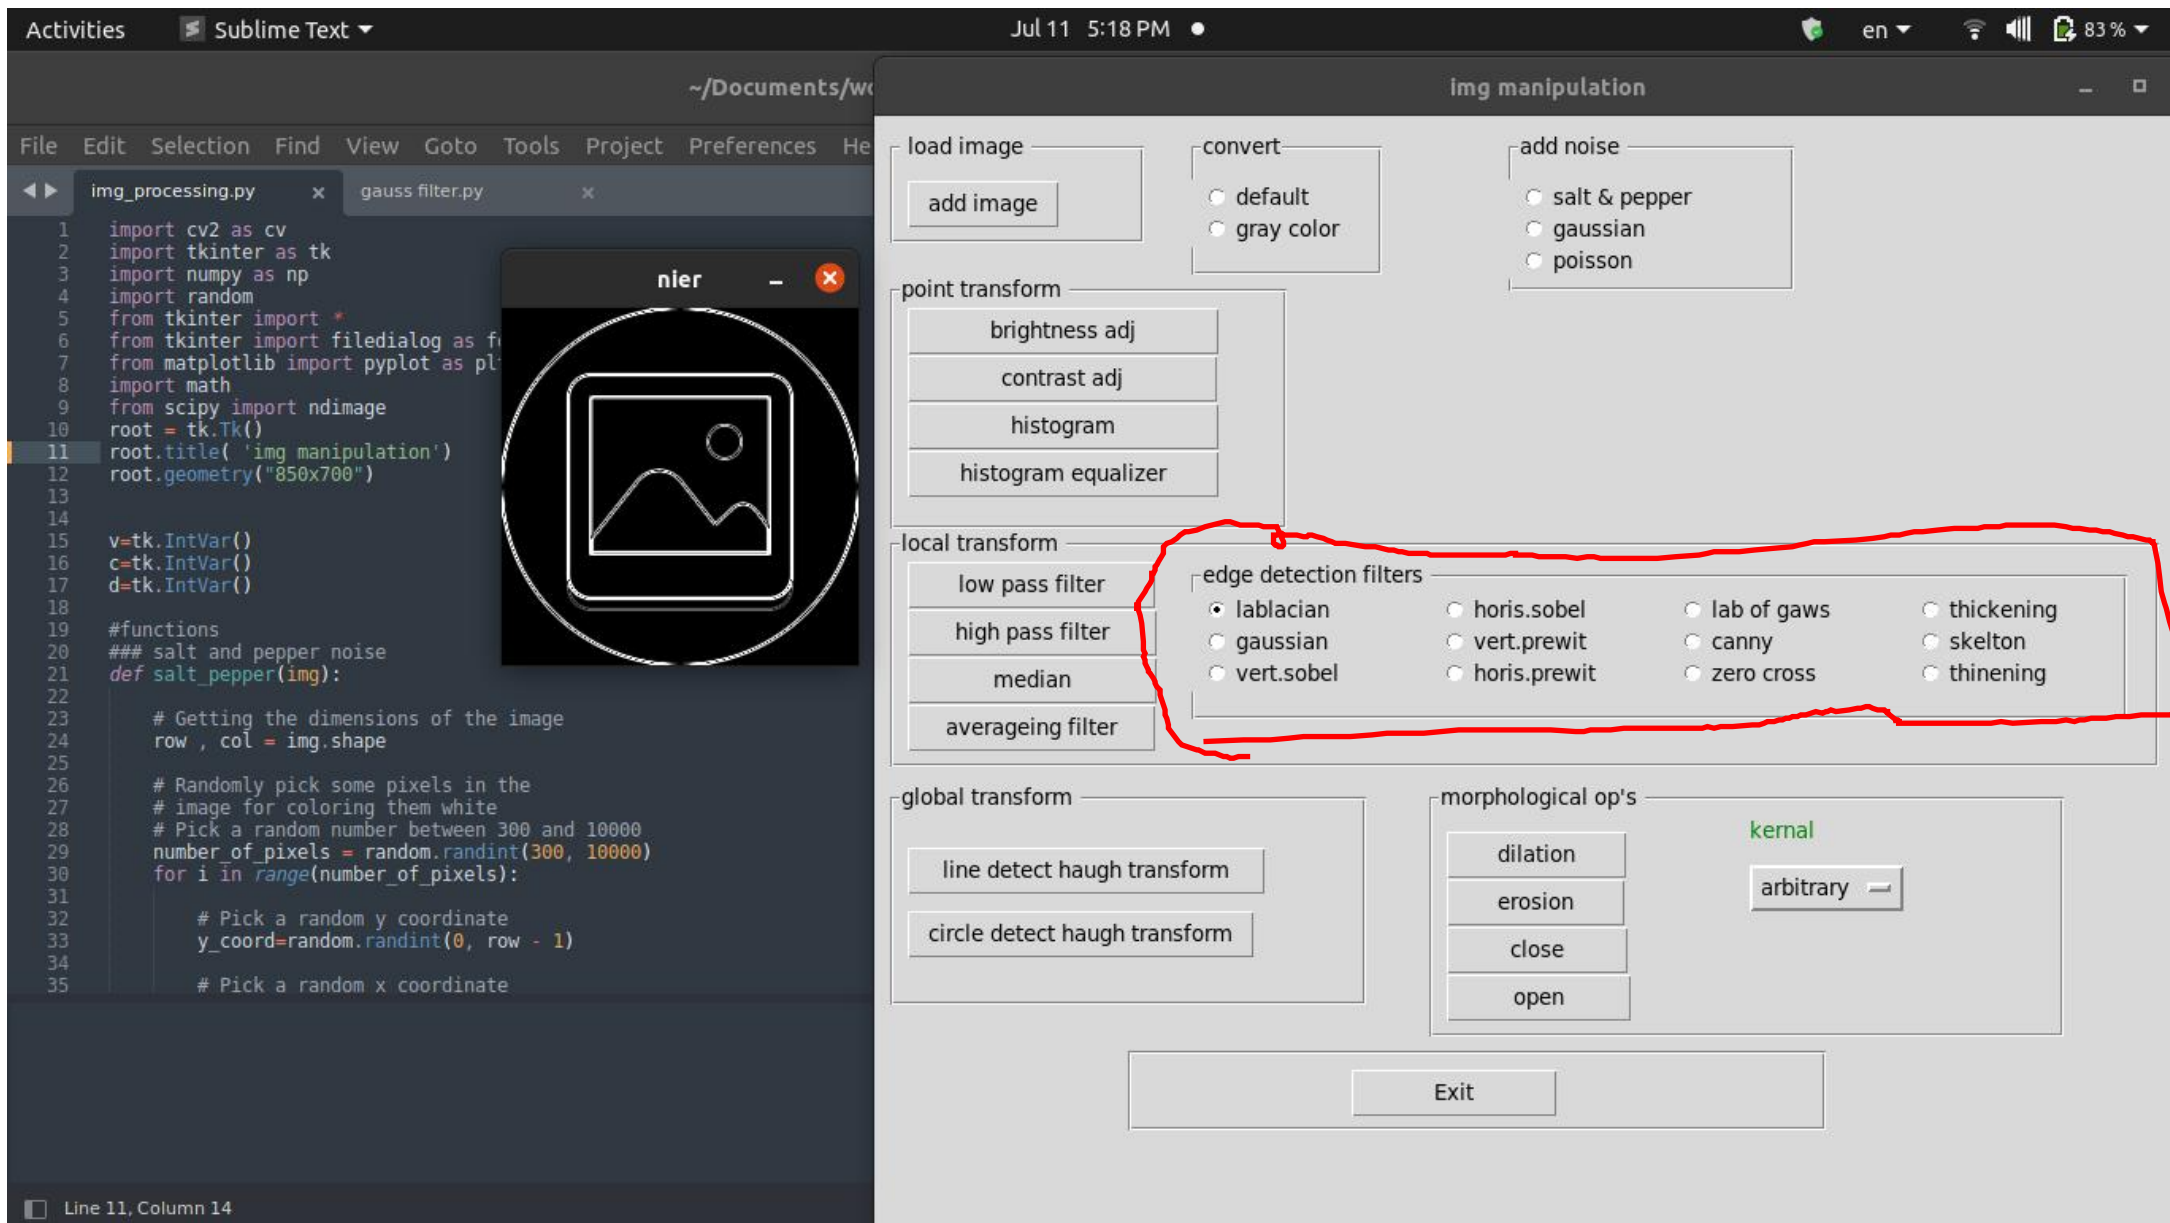 Activities Sublime Text Jul 11 5:18 PM en 83 %
~/Documents/wo
File Edit Selection Find View Goto Tools Project Preferences He
img_processing.py gauss filter.py
1 import cv2 as cv
2 import tkinter as tk
3 import numpy as np
4 import random
5 from tkinter import *
6 from tkinter import filedialog as f
7 from matplotlib import pyplot as pl
8 import math
9 from scipy import ndimage
10 root = tk.Tk()
11 root.title( 'img manipulation')
12 root.geometry("850x700")
13
14
15 v=tk.IntVar()
16 c=tk.IntVar()
17 d=tk.IntVar()
18
19 #functions
20 ### salt and pepper noise
21 def salt_pepper(img):
22
23 # Getting the dimensions of the image
24 row , col = img.shape
25
26 # Randomly pick some pixels in the
27 # image for coloring them white
28 # Pick a random number between 300 and 10000
29 number_of_pixels = random.randint(300, 10000)
30 for i in range(number_of_pixels):
31
32 # Pick a random y coordinate
33 y_coord=random.randint(0, row - 1)
34
35 # Pick a random x coordinate
Line 11, Column 14
nier
img manipulation
load image
add image
convert
default
gray color
add noise
salt & pepper
gaussian
poisson
point transform
brightness adj
contrast adj
histogram
histogram equalizer
local transform
low pass filter
high pass filter
median
averageing filter
edge detection filters
lablacian horis.sobel lab of gaws thickening
gaussian vert.prewit canny skelton
vert.sobel horis.prewit zero cross thinening
global transform
line detect haugh transform
circle detect haugh transform
morphological op's
dilation
erosion
close
open
kernal
arbitrary
Exit